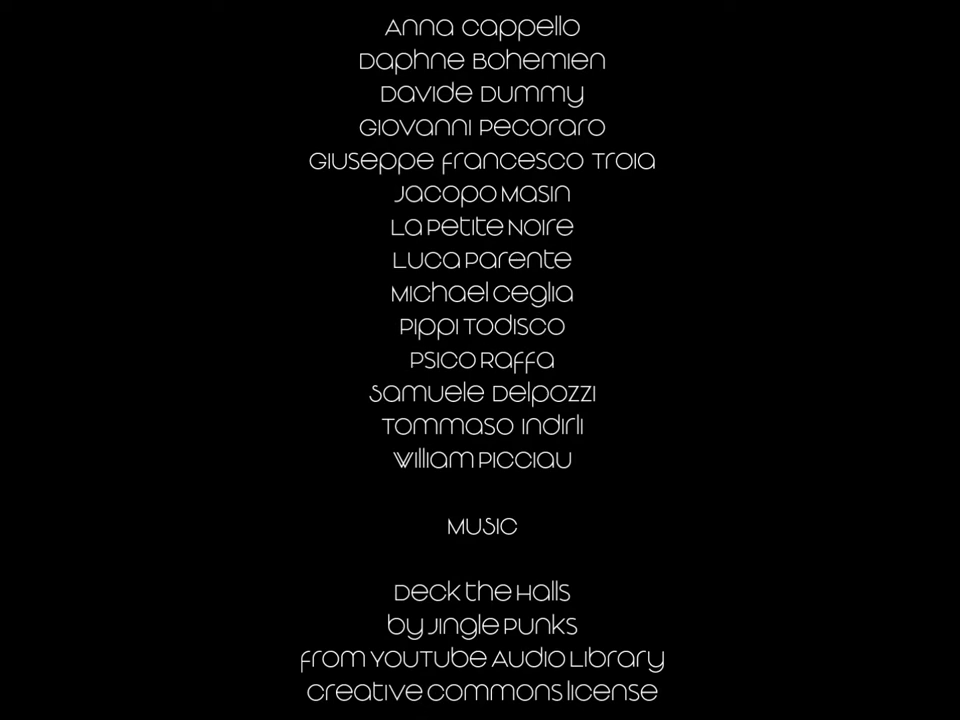 Anna Cappello
Daphne Bohemien
Davide Dummy
Giovanni Pecoraro
Giuseppe Francesco Troia
Jacopo Masin
La Petite Noire
Luca Parente
Michael Ceglia
Pippi Todisco
Psico Raffa
Samuele Delpozzi
Tommaso Indirli
William Picciau
MUSIC
Deck the Halls
by Jingle Punks
from YouTube Audio Library
creative commons license